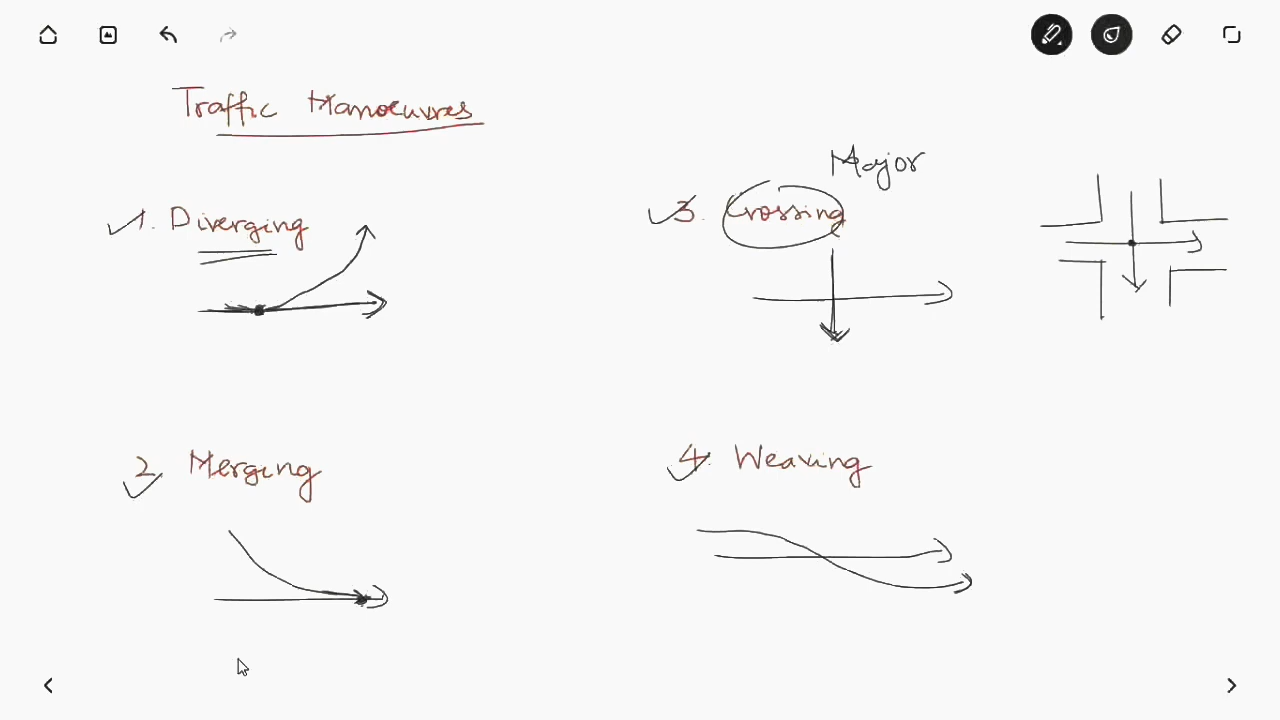 Traffic Manoeuvres
1. Diverging
2. Merging
Major
3. Crossing
4. Weaving